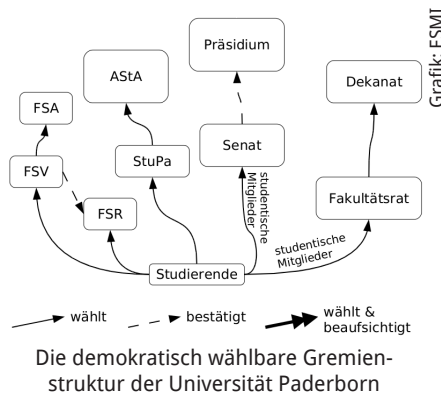 Präsidium
AStA
Dekanat
Grafik: FSMI
FSA
StuPa
Senat
FSV
FSR
Fakultätsrat
studentische
Mitglieder
studentische
Mitglieder
Studierende
wählt
bestätigt
wählt &
beaufsichtigt
Die demokratisch wählbare Gremien-
struktur der Universität Paderborn